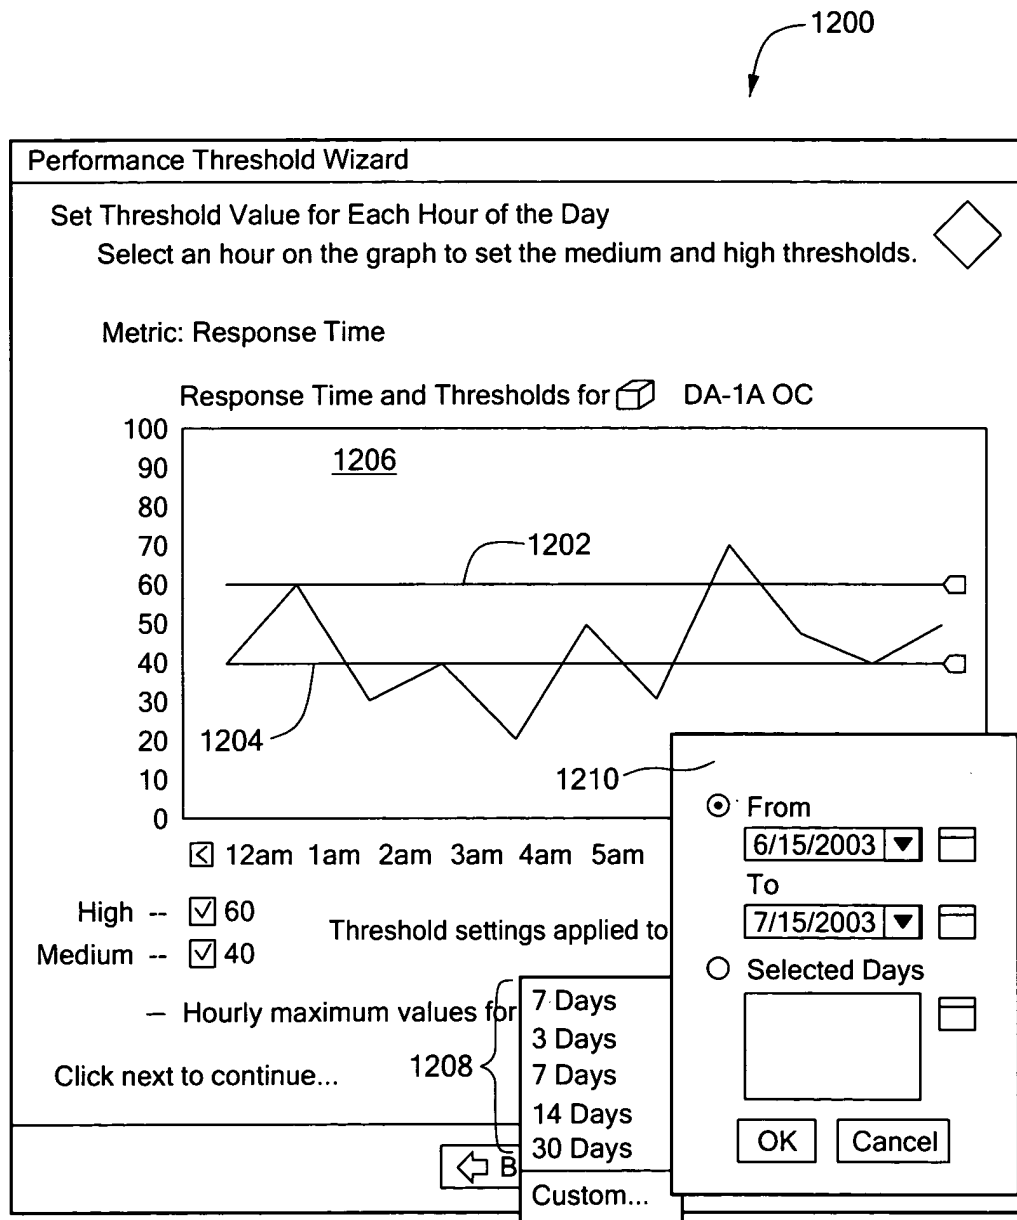 1200
Performance Threshold Wizard
Set Threshold Value for Each Hour of the Day
Select an hour on the graph to set the medium and high thresholds.
Metric: Response Time
Response Time and Thresholds for DA-1A OC
100
90
80
70
60
50
40
30
20
10
0
1206
1202
1204
1210
12am 1am 2am 3am 4am 5am
High -- 60
Medium -- 40
Threshold settings applied to
– Hourly maximum values for
Click next to continue...
1208
7 Days
3 Days
7 Days
14 Days
30 Days
Custom...
B
From
6/15/2003
To
7/15/2003
Selected Days
OK Cancel